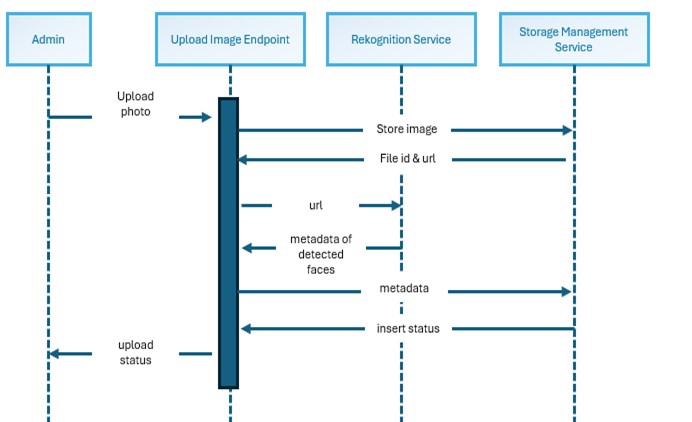 Admin
Upload Image Endpoint
Rekognition Service
Storage Management
Service
Upload
photo
Store image
File id & url
url
metadata of
detected
faces
metadata
insert status
upload
status